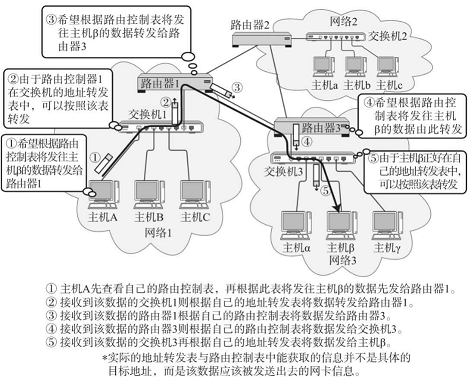 ③希望根据路由控制表将发
往主机β的数据转发给路
由器3
路由器2
网络2
交换机2
主机a
主机b
主机c
②由于路由控制器1
在交换机的地址转发
表中，可以按照该表
转发
路由器1
③
交换机1
②
①希望根据路由
控制表将发往主
机β的数据转发给
路由器1
①
主机A
主机B
主机C
网络1
④希望根据路由控
制表将发往主机β
的数据由此转发
路由器3
④
交换机3
⑤由于主机β正好在自
己的地址转发表中，
可以按照该表转发
⑤
主机α
主机β
主机γ
网络3
① 主机A先查看自己的路由控制表，再根据此表将发往主机β的数据先发给路由器1。
② 接收到该数据的交换机1则根据自己的地址转发表将数据转发给路由器1。
③ 接收到该数据的路由器1根据自己的路由控制表将数据发给路由器3。
④ 接收到该数据的路由器3则根据自己的路由控制表将数据发给交换机3。
⑤ 接收到该数据的交换机3再根据自己的地址转发表将数据发给主机β。
*实际的地址转发表与路由控制表中能获取的信息并不是具体的
目标地址，而是该数据应该被发送出去的网卡信息。